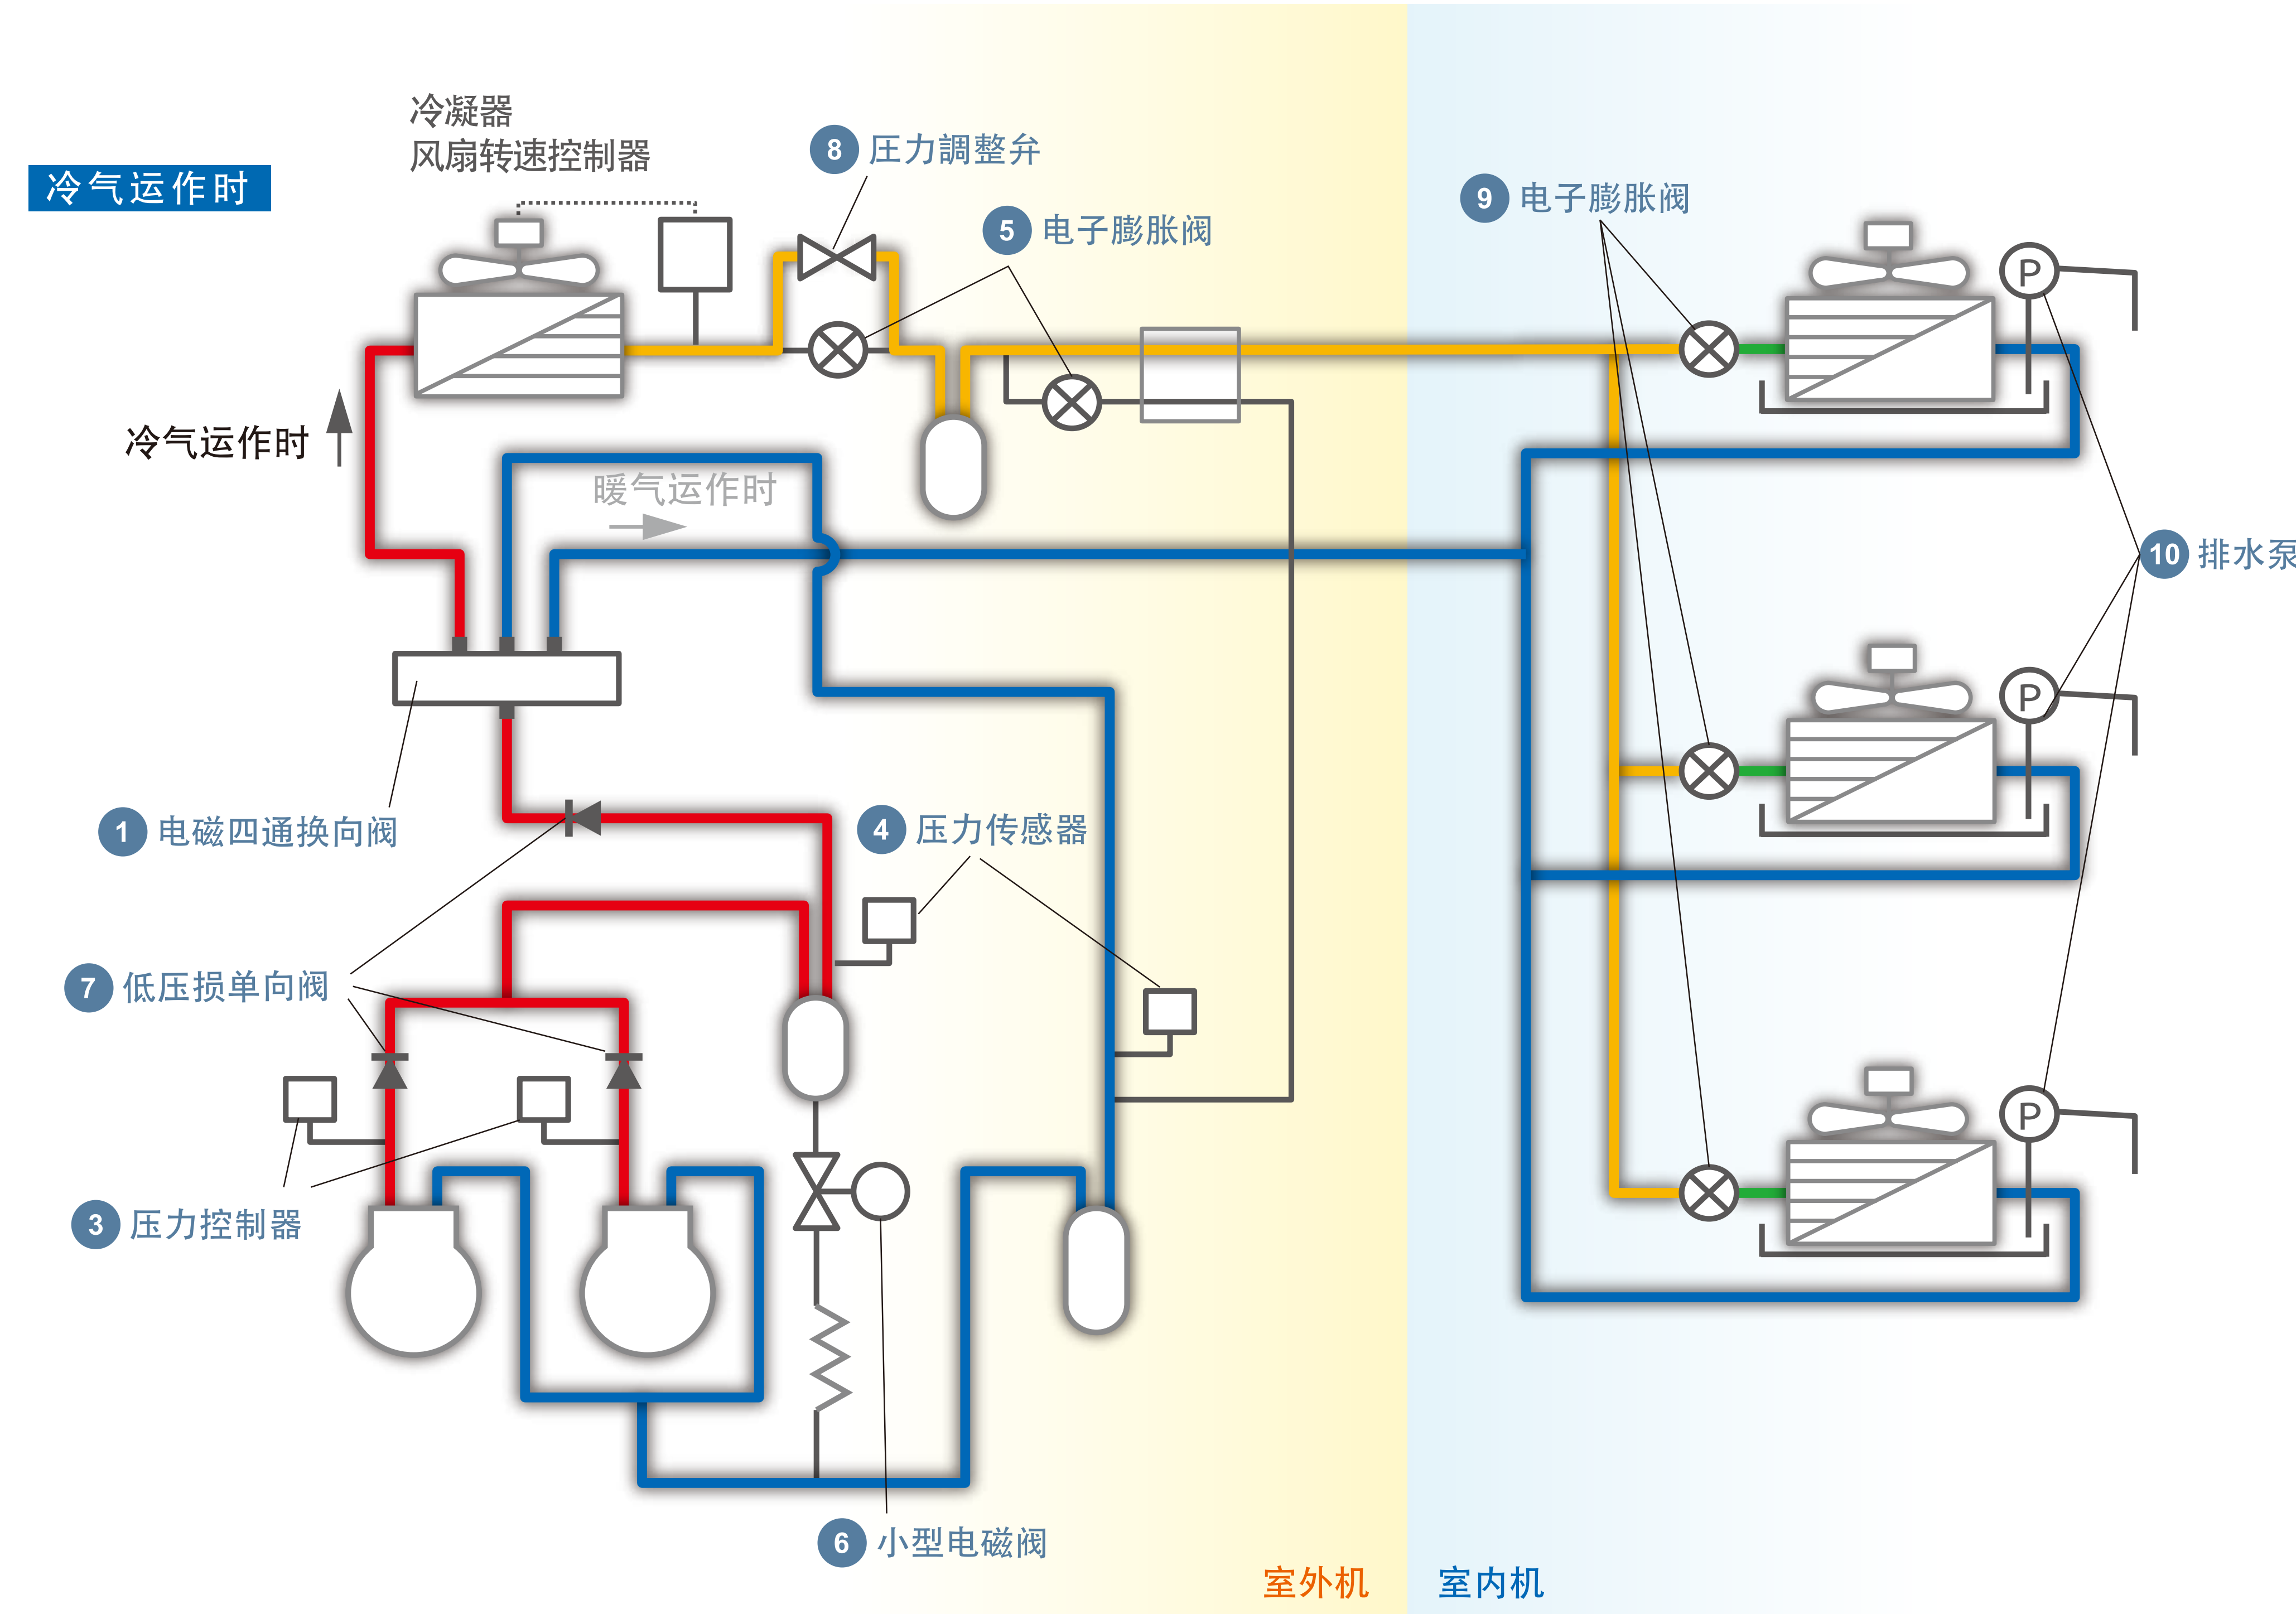 冷凝器
风扇转速控制器
冷气运作时
8 圧力調整弁
5 电子膨胀阀
9 电子膨胀阀
P
冷气运作时
暖气运作时
10 排水泵
P
1 电磁四通换向阀
4 压力传感器
7 低压损单向阀
P
3 压力控制器
6 小型电磁阀
室外机
室内机